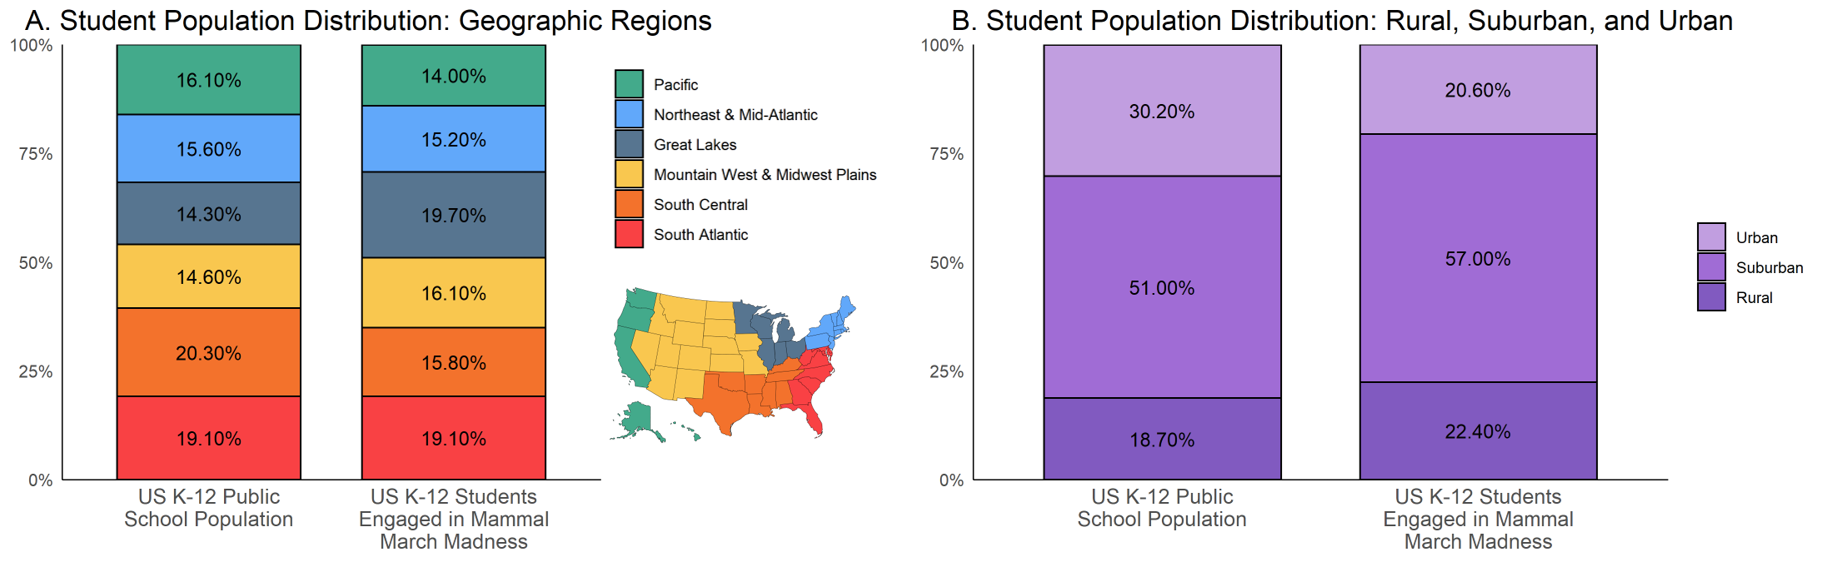 A. Student Population Distribution: Geographic Regions
100%
75%
50%
25%
0%
16.10%
15.60%
14.30%
14.60%
20.30%
19.10%
14.00%
15.20%
19.70%
16.10%
15.80%
19.10%
US K-12 Public
School Population
US K-12 Students
Engaged in Mammal
March Madness
Pacific
Northeast & Mid-Atlantic
Great Lakes
Mountain West & Midwest Plains
South Central
South Atlantic
B. Student Population Distribution: Rural, Suburban, and Urban
100%
75%
50%
25%
0%
30.20%
51.00%
18.70%
20.60%
57.00%
22.40%
US K-12 Public
School Population
US K-12 Students
Engaged in Mammal
March Madness
Urban
Suburban
Rural